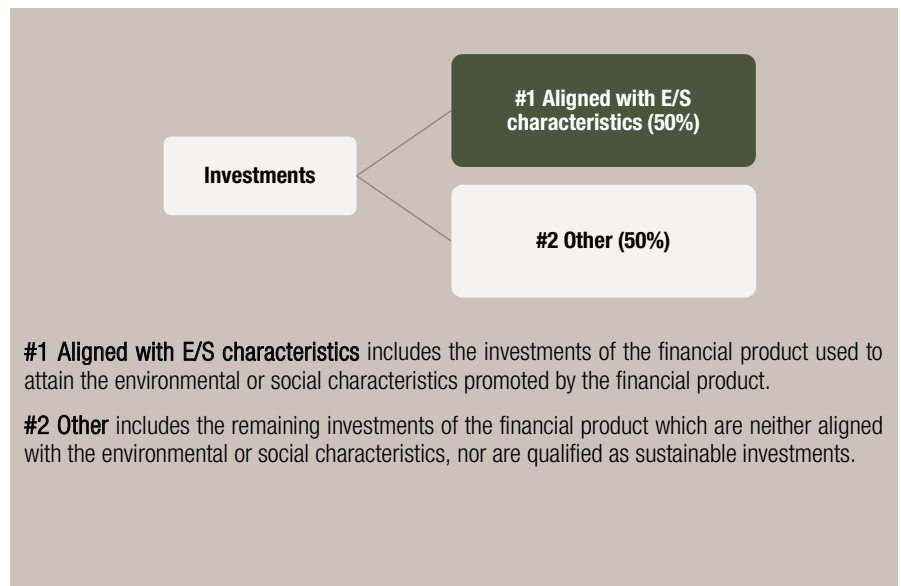 #1 Aligned with E/S
characteristics (50%)
Investments
#2 Other (50%)
#1 Aligned with E/S characteristics includes the investments of the financial product used to
attain the environmental or social characteristics promoted by the financial product.
#2 Other includes the remaining investments of the financial product which are neither aligned
with the environmental or social characteristics, nor are qualified as sustainable investments.